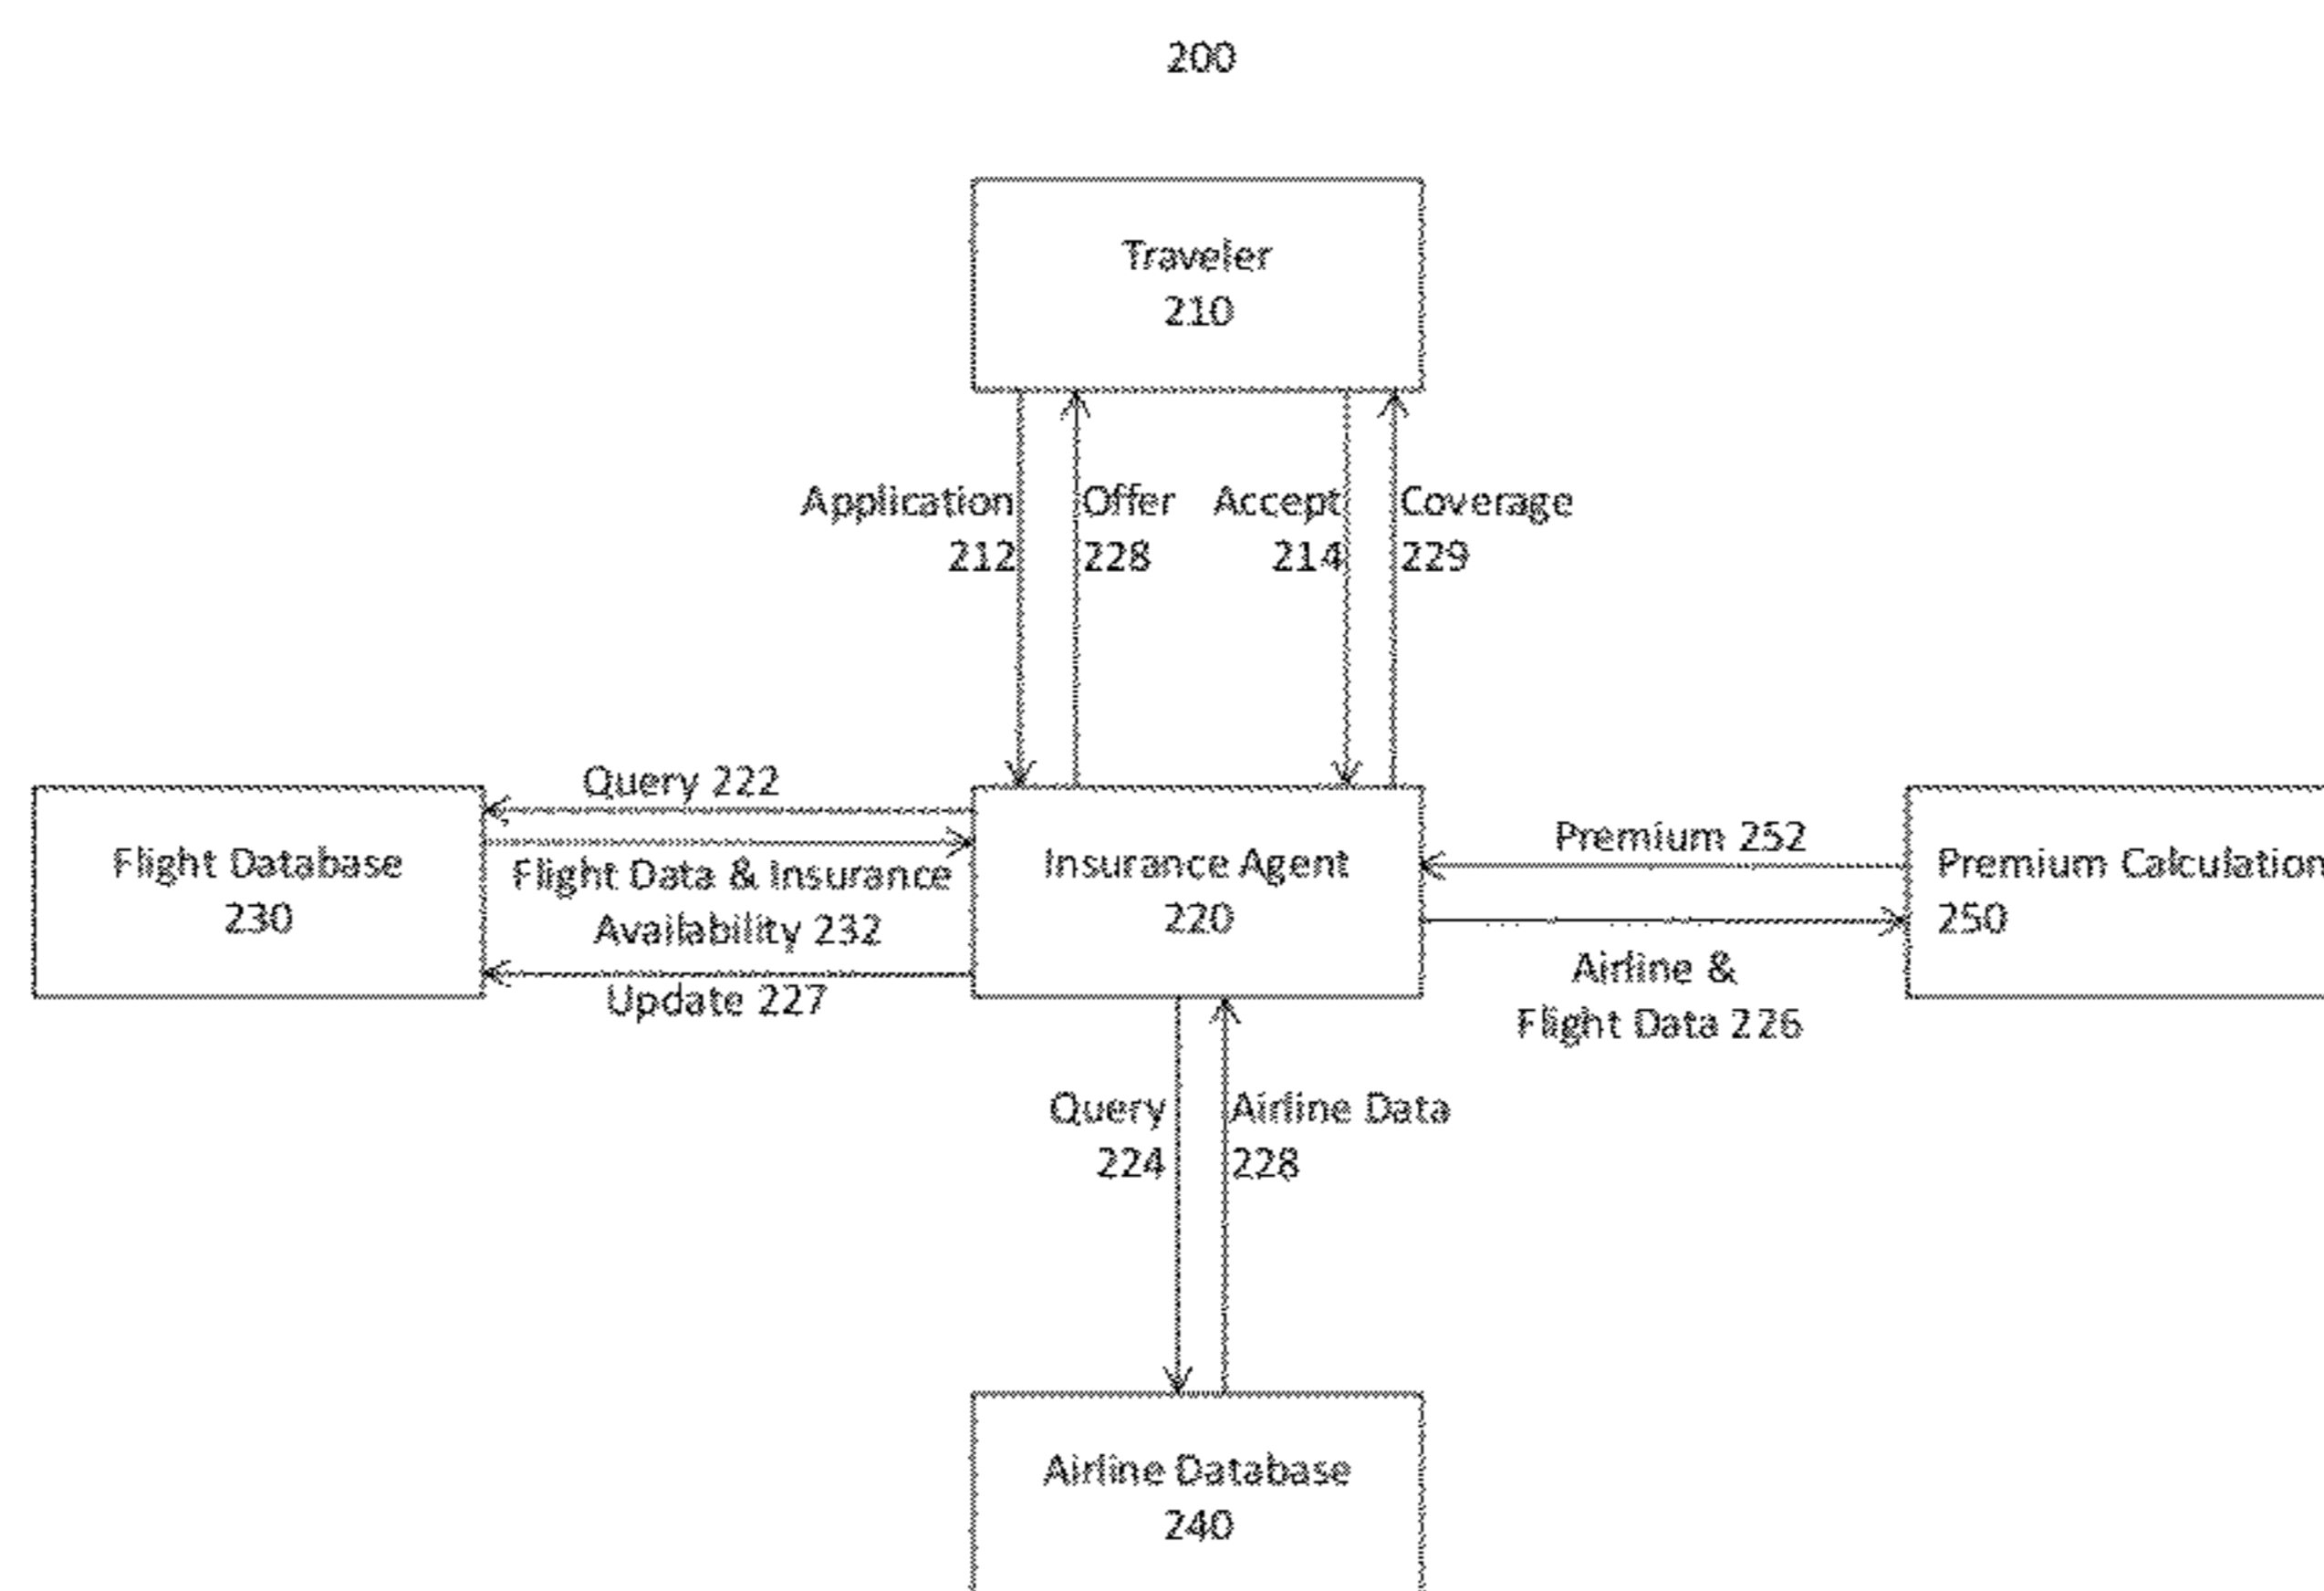 200
Traveler
210
Application
212
Offer
228
Accept
214
Coverage
229
Query 222
Flight Database
230
Flight Data & Insurance
Availability 232
Update 227
Insurance Agent
220
Premium 252
Premium Calculation
250
Airline &
Flight Data 226
Query
224
Airline Data
228
Airline Database
240